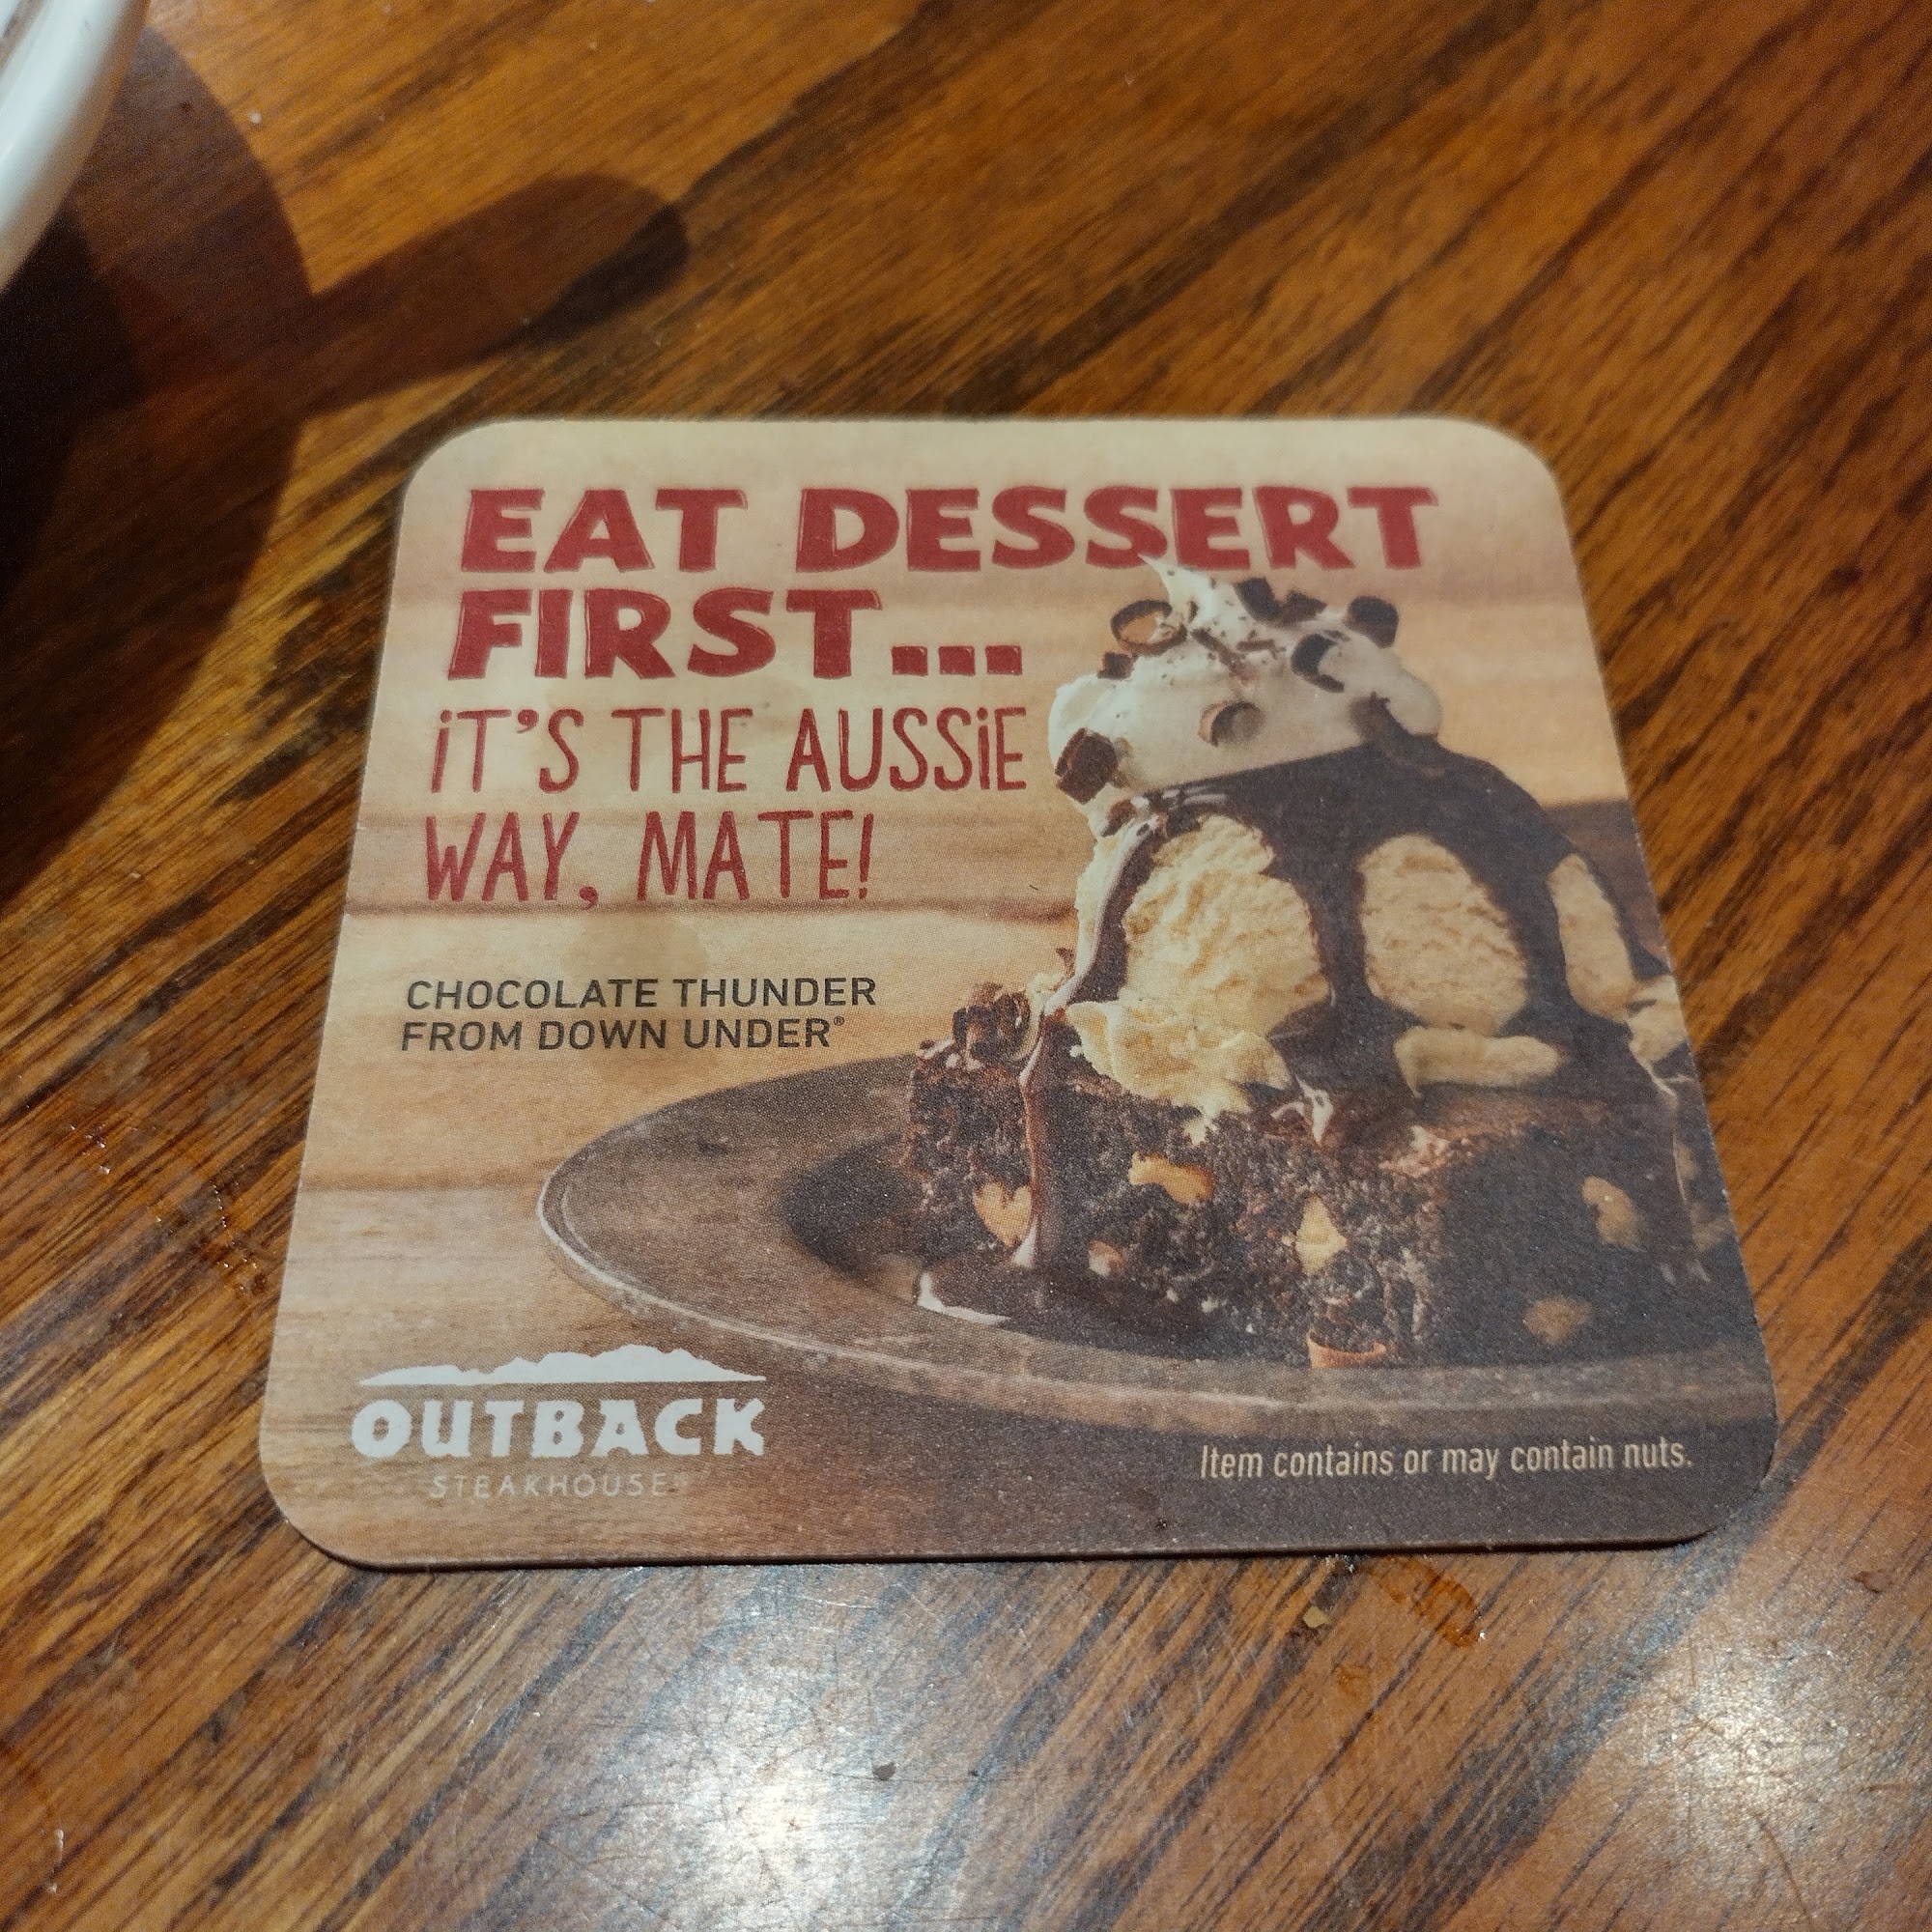 EAT DESSERT
FIRST...
iT'S THE AUSSiE
WAY, MATE!
CHOCOLATE THUNDER
FROM DOWN UNDER®
OUTBACK
STEAKHOUSE®
Item contains or may contain nuts.